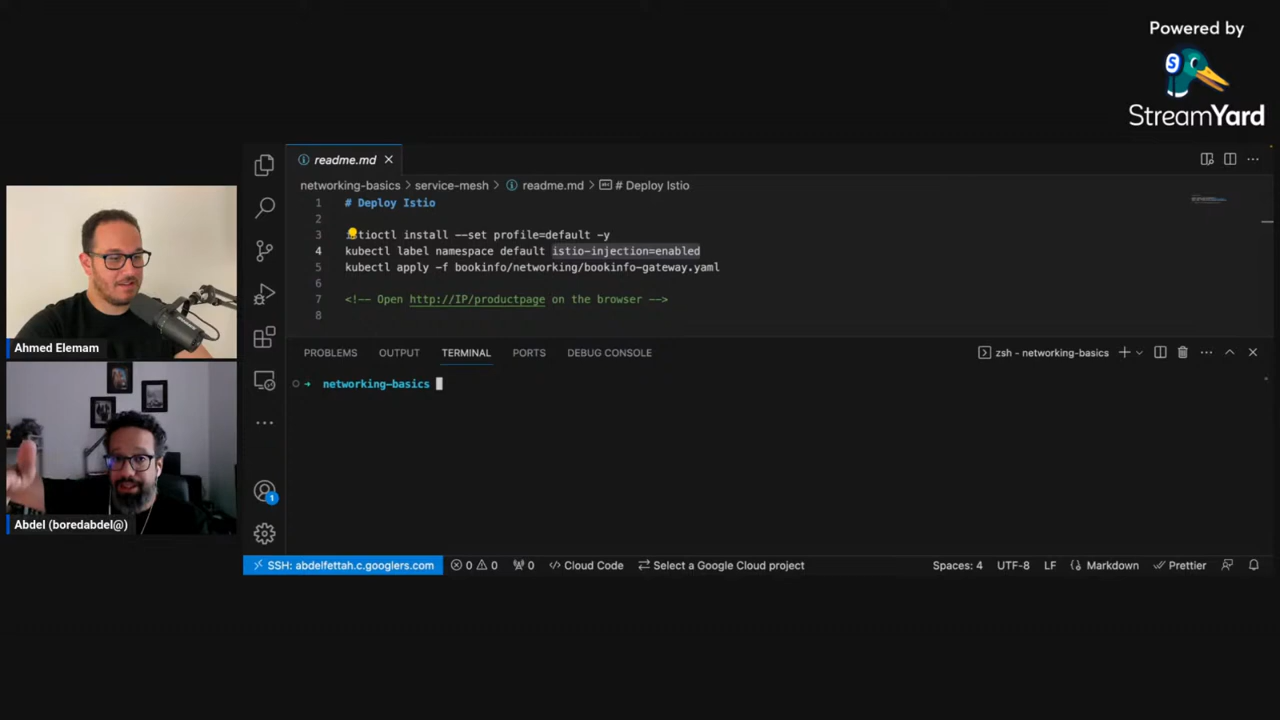 Powered by
StreamYard
readme.md
networking-basics > service-mesh > readme.md > # Deploy Istio
1 # Deploy Istio
2
3 istioctl install --set profile=default -y
4 kubectl label namespace default istio-injection=enabled
5 kubectl apply -f bookinfo/networking/bookinfo-gateway.yaml
6
7 <!-- Open http://IP/productpage on the browser -->
8
Ahmed Elemam
PROBLEMS OUTPUT TERMINAL PORTS DEBUG CONSOLE zsh - networking-basics
networking-basics
1
Abdel (boredabdel@)
SSH: abdelfettah.c.googlers.com 0 0 0 Cloud Code Select a Google Cloud project Spaces: 4 UTF-8 LF Markdown Prettier